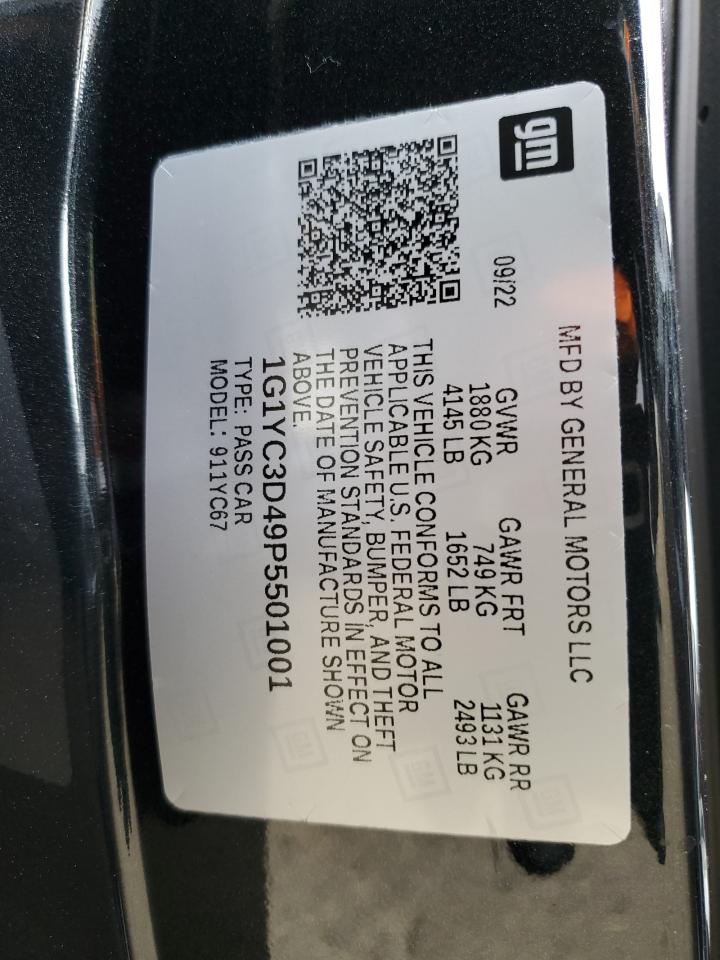 gm
MFD BY GENERAL MOTORS LLC
09/22
GVWR GAWR FRT GAWR RR
1880 KG 749 KG 1131 KG
4145 LB 1652 LB 2493 LB
THIS VEHICLE CONFORMS TO ALL
APPLICABLE U.S. FEDERAL MOTOR
VEHICLE SAFETY, BUMPER, AND THEFT
PREVENTION STANDARDS IN EFFECT ON
THE DATE OF MANUFACTURE SHOWN
ABOVE.
1G1YC3D49P5501001
TYPE: PASS CAR
MODEL: 911YC67